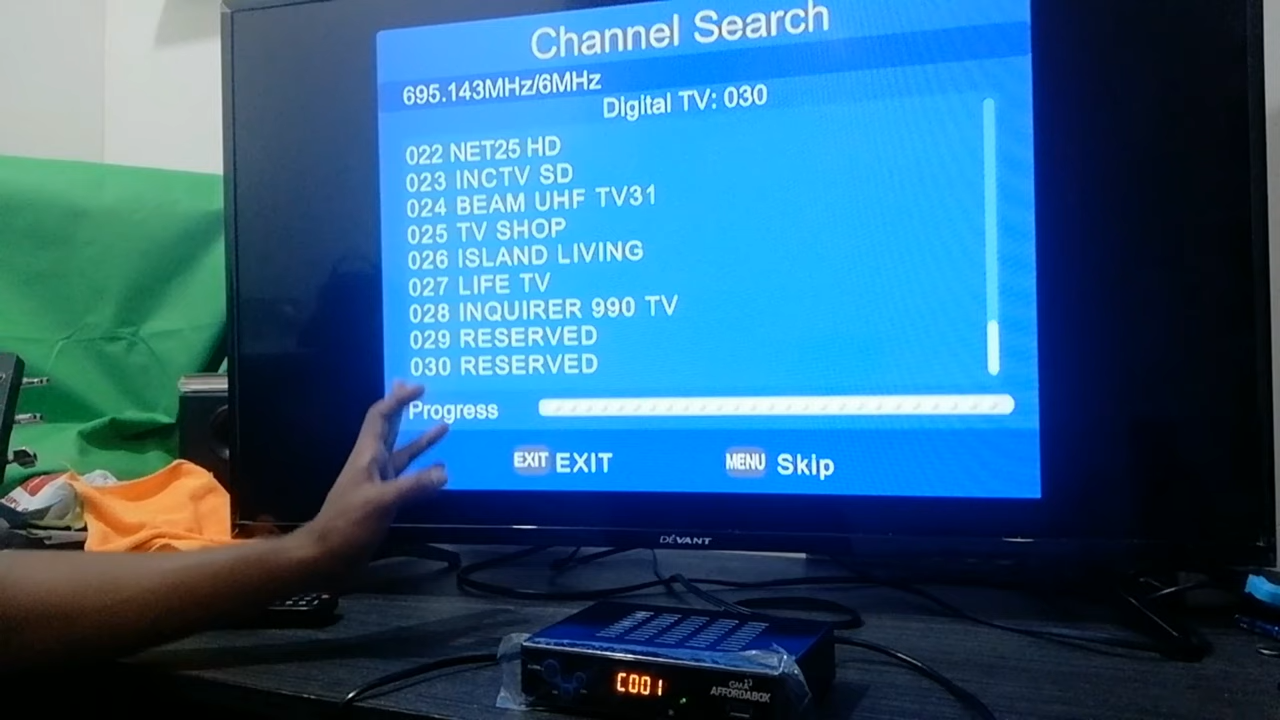 Channel Search
695.143MHz/6MHz
Digital TV: 030
022 NET25 HD
023 INCTV SD
024 BEAM UHF TV31
025 TV SHOP
026 ISLAND LIVING
027 LIFE TV
028 INQUIRER 990 TV
029 RESERVED
030 RESERVED
Progress
EXIT EXIT
MENU Skip
DEVANT
C001
GMA
AFFORDABOX